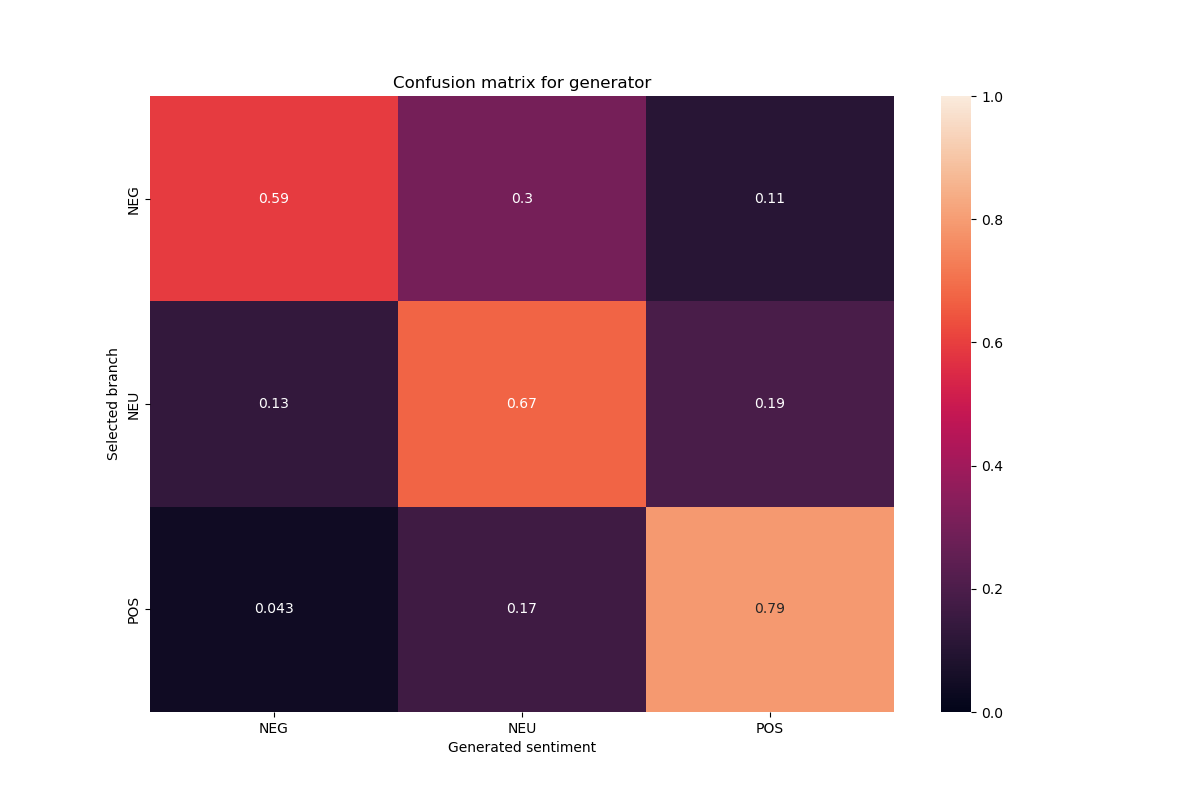 Confusion matrix for generator
NEG
0.59
0.3
0.11
NEU
0.13
0.67
0.19
POS
0.043
0.17
0.79
Selected branch
NEG
NEU
POS
Generated sentiment
1.0
0.8
0.6
0.4
0.2
0.0